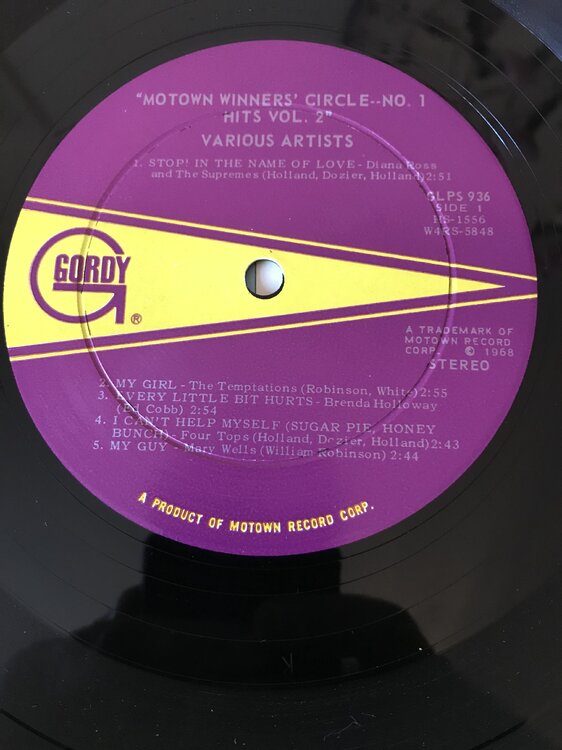 "MOTOWN WINNERS' CIRCLE--NO. 1
HITS VOL. 2"
VARIOUS ARTISTS
1. STOP! IN THE NAME OF LOVE - Diana Ross
and The Supremes (Holland, Dozier, Holland) 2:51
GLPS 936
SIDE 1
HS-1556
W4RS-5848
GORDY
G
®
A TRADEMARK OF
MOTOWN RECORD
CORP. © 1968
STEREO
2. MY GIRL - The Temptations (Robinson, White) 2:55
3. EVERY LITTLE BIT HURTS - Brenda Holloway
(Ed Cobb) 2:54
4. I CAN'T HELP MYSELF (SUGAR PIE, HONEY
BUNCH) - Four Tops (Holland, Dozier, Holland) 2:43
5. MY GUY - Mary Wells (William Robinson) 2:44
A PRODUCT OF MOTOWN RECORD CORP.